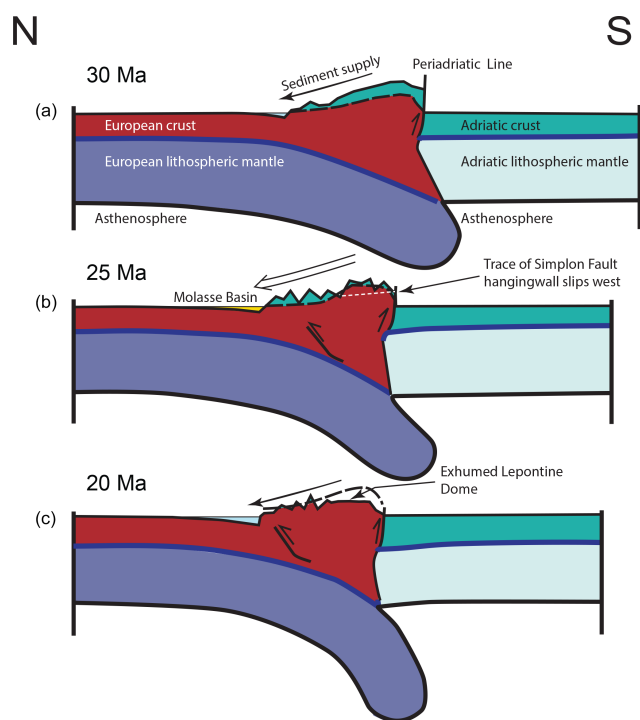 N
S
30 Ma
Sediment supply
Periadriatic Line
(a)
European crust
Adriatic crust
European lithospheric mantle
Adriatic lithospheric mantle
Asthenosphere
Asthenosphere
25 Ma
Trace of Simplon Fault
hangingwall slips west
(b)
Molasse Basin
20 Ma
Exhumed Lepontine
Dome
(c)